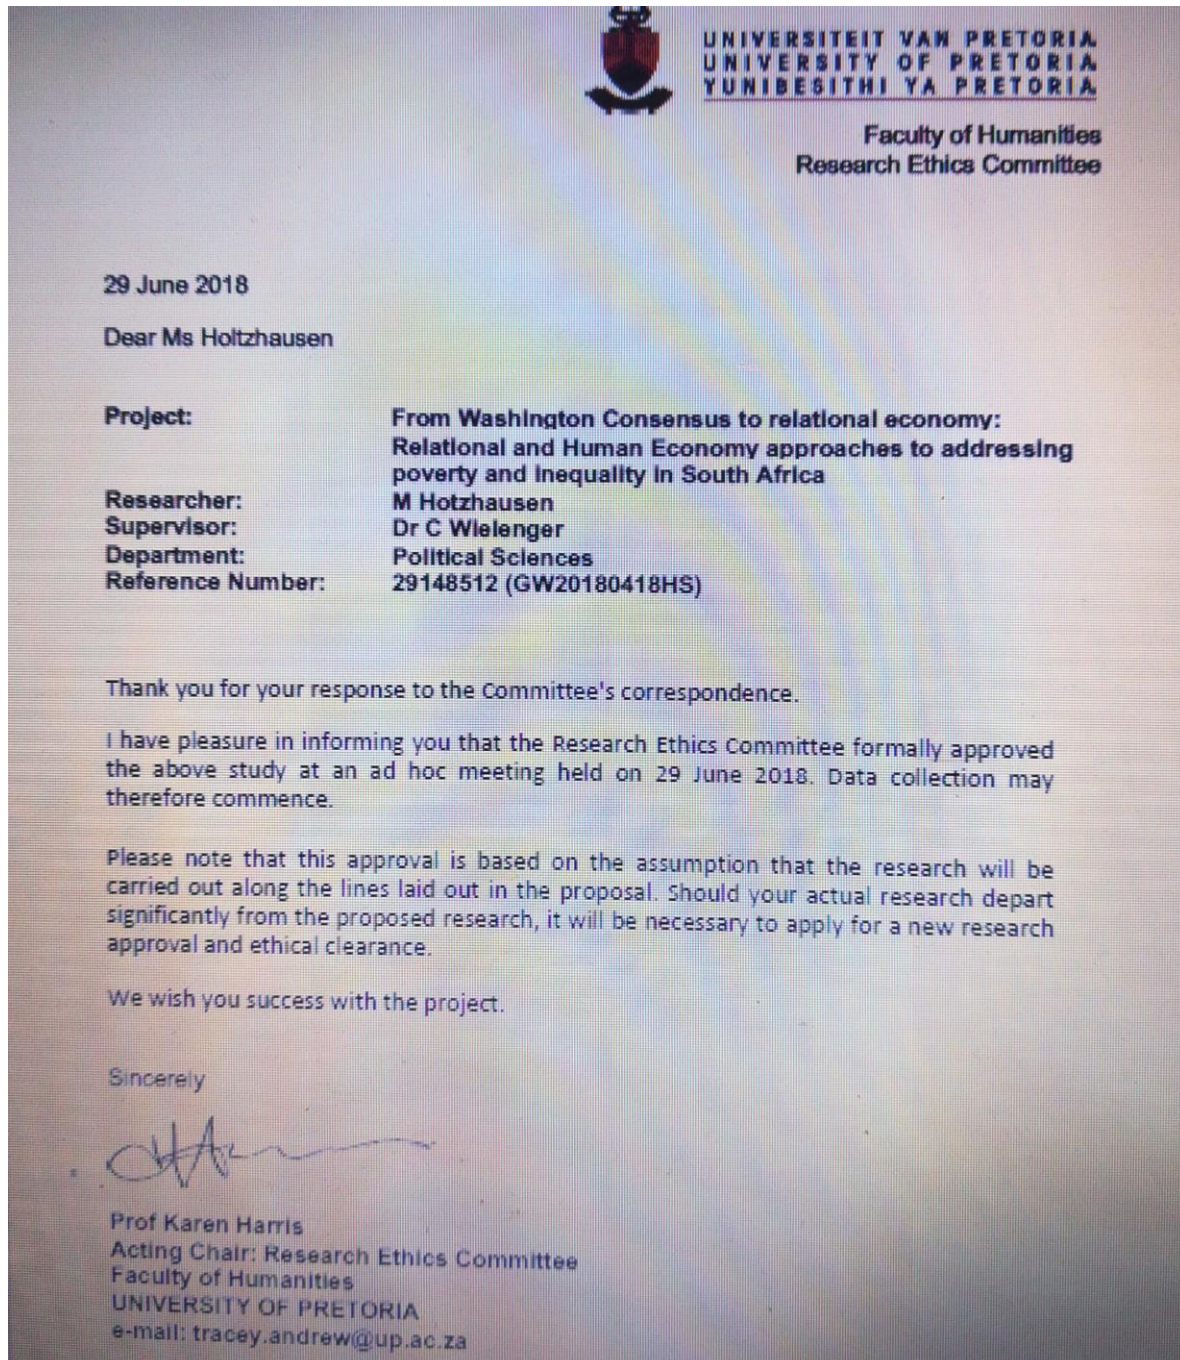 UNIVERSITEIT VAN PRETORIA
UNIVERSITY OF PRETORIA
YUNIBESITHI YA PRETORIA
Faculty of Humanities
Research Ethics Committee
29 June 2018
Dear Ms Holtzhausen
Project: From Washington Consensus to relational economy:
Relational and Human Economy approaches to addressing
poverty and inequality in South Africa
Researcher: M Hotzhausen
Supervisor: Dr C Wielenger
Department: Political Sciences
Reference Number: 29148512 (GW20180418HS)
Thank you for your response to the Committee's correspondence.
I have pleasure in informing you that the Research Ethics Committee formally approved
the above study at an ad hoc meeting held on 29 June 2018. Data collection may
therefore commence.
Please note that this approval is based on the assumption that the research will be
carried out along the lines laid out in the proposal. Should your actual research depart
significantly from the proposed research, it will be necessary to apply for a new research
approval and ethical clearance.
We wish you success with the project.
Sincerely
Prof Karen Harris
Acting Chair: Research Ethics Committee
Faculty of Humanities
UNIVERSITY OF PRETORIA
e-mail: tracey.andrew@up.ac.za